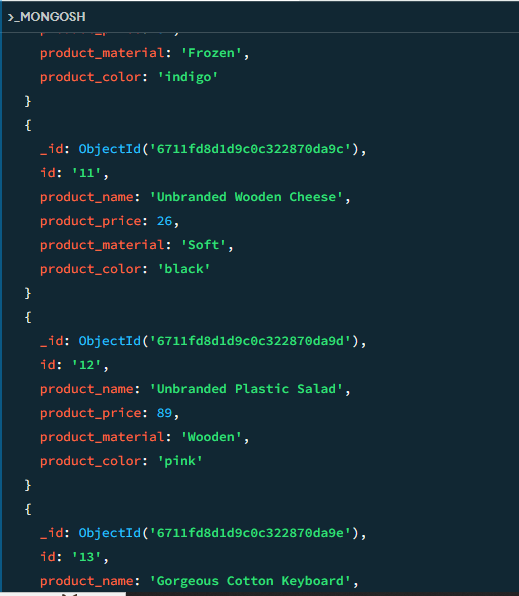 >_MONGOSH
product_material: 'Frozen',
product_color: 'indigo'
}
{
_id: ObjectId('6711fd8d1d9c0c322870da9c'),
id: '11',
product_name: 'Unbranded Wooden Cheese',
product_price: 26,
product_material: 'Soft',
product_color: 'black'
}
{
_id: ObjectId('6711fd8d1d9c0c322870da9d'),
id: '12',
product_name: 'Unbranded Plastic Salad',
product_price: 89,
product_material: 'Wooden',
product_color: 'pink'
}
{
_id: ObjectId('6711fd8d1d9c0c322870da9e'),
id: '13',
product_name: 'Gorgeous Cotton Keyboard',